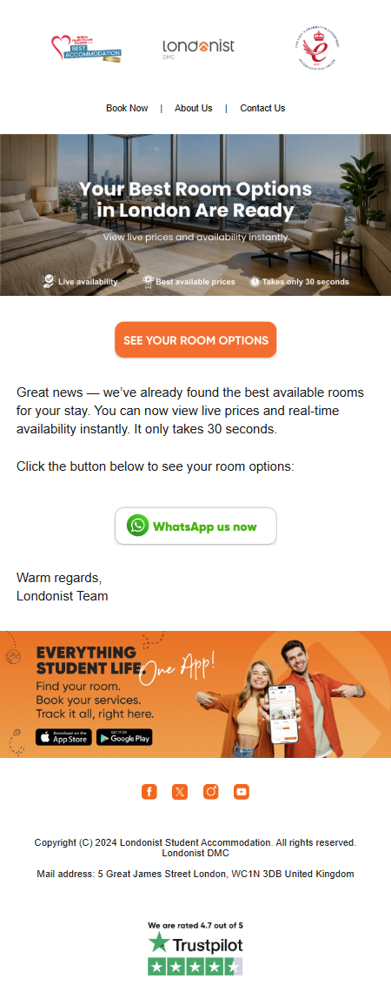 British Youth Travel Awards
BEST
ACCOMMODATION
londonist
DMC
Book Now | About Us | Contact Us
Your Best Room Options
in London Are Ready
View live prices and availability instantly
Live availability
Best available prices
Takes only 30 seconds
SEE YOUR ROOM OPTIONS
Great news — we’ve already found the best available rooms
for your stay. You can now view live prices and real-time
availability instantly. It only takes 30 seconds.
Click the button below to see your room options:
WhatsApp us now
Warm regards,
Londonist Team
EVERYTHING
STUDENT LIFE
One App!
Find your room.
Book your services.
Track it all, right here.
Download on the
App Store
GET IT ON
Google Play
Copyright (C) 2024 Londonist Student Accommodation. All rights reserved.
Londonist DMC
Mail address: 5 Great James Street London, WC1N 3DB United Kingdom
We are rated 4.7 out of 5
Trustpilot